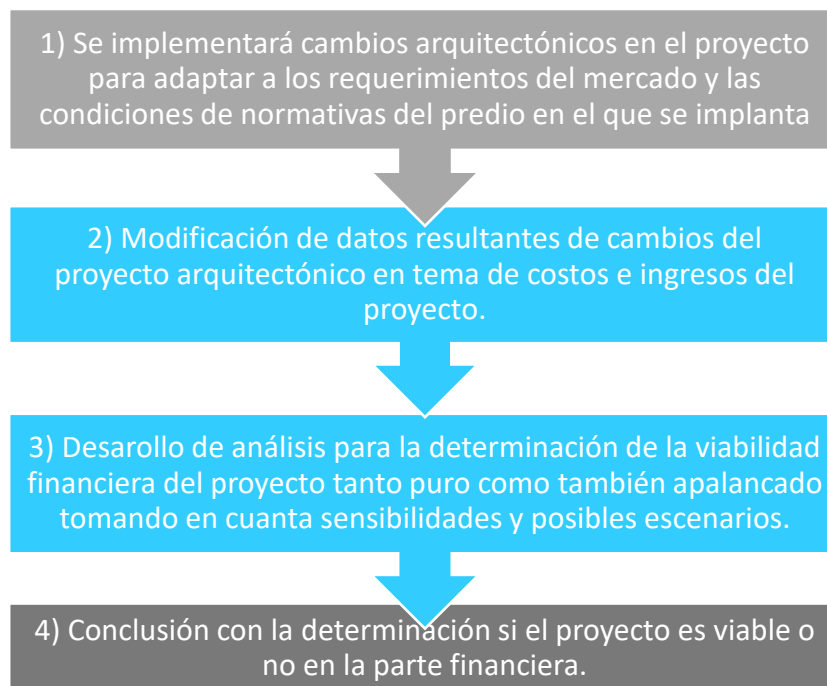 1) Se implementará cambios arquitectónicos en el proyecto
para adaptar a los requerimientos del mercado y las
condiciones de normativas del predio en el que se implanta
2) Modificación de datos resultantes de cambios del
proyecto arquitectónico en tema de costos e ingresos del
proyecto.
3) Desarollo de análisis para la determinación de la viabilidad
financiera del proyecto tanto puro como también apalancado
tomando en cuanta sensibilidades y posibles escenarios.
4) Conclusión con la determinación si el proyecto es viable o
no en la parte financiera.